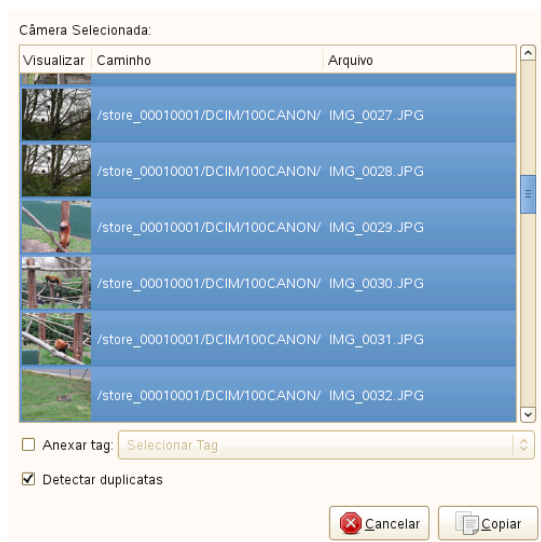 Câmera Selecionada:
Visualizar Caminho Arquivo
/store_00010001/DCIM/100CANON/ IMG_0027.JPG
/store_00010001/DCIM/100CANON/ IMG_0028.JPG
/store_00010001/DCIM/100CANON/ IMG_0029.JPG
/store_00010001/DCIM/100CANON/ IMG_0030.JPG
/store_00010001/DCIM/100CANON/ IMG_0031.JPG
/store_00010001/DCIM/100CANON/ IMG_0032.JPG
Anexar tag: Selecionar Tag
Detectar duplicatas
Cancelar Copiar